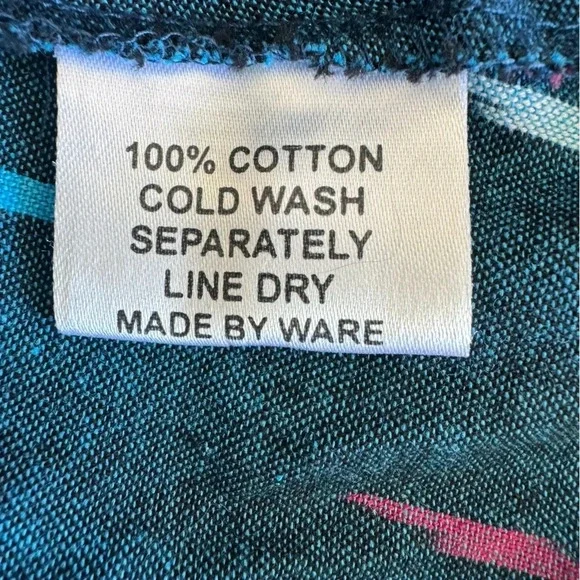 100% COTTON
COLD WASH
SEPARATELY
LINE DRY
MADE BY WARE